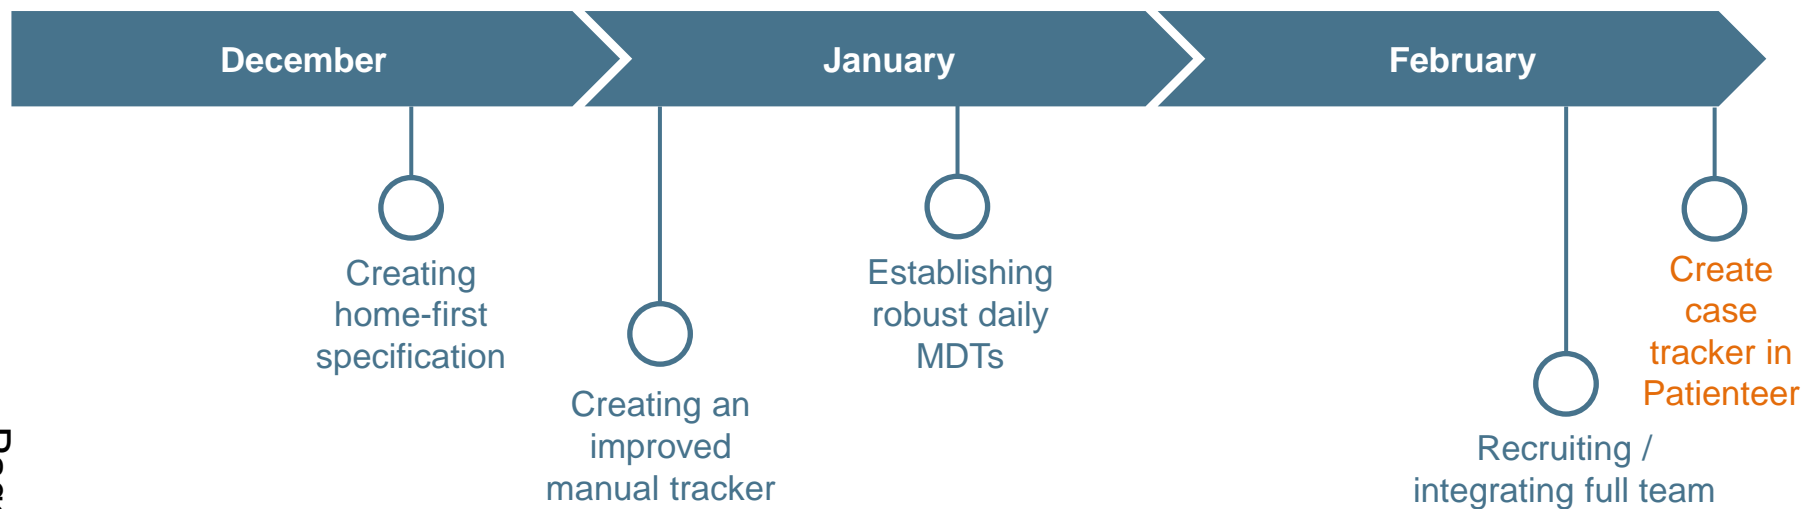 December
January
February
Creating
home-first
specification
Creating an
improved
manual tracker
Establishing
robust daily
MDTs
Recruiting /
integrating full team
Create
case
tracker in
Patienteer